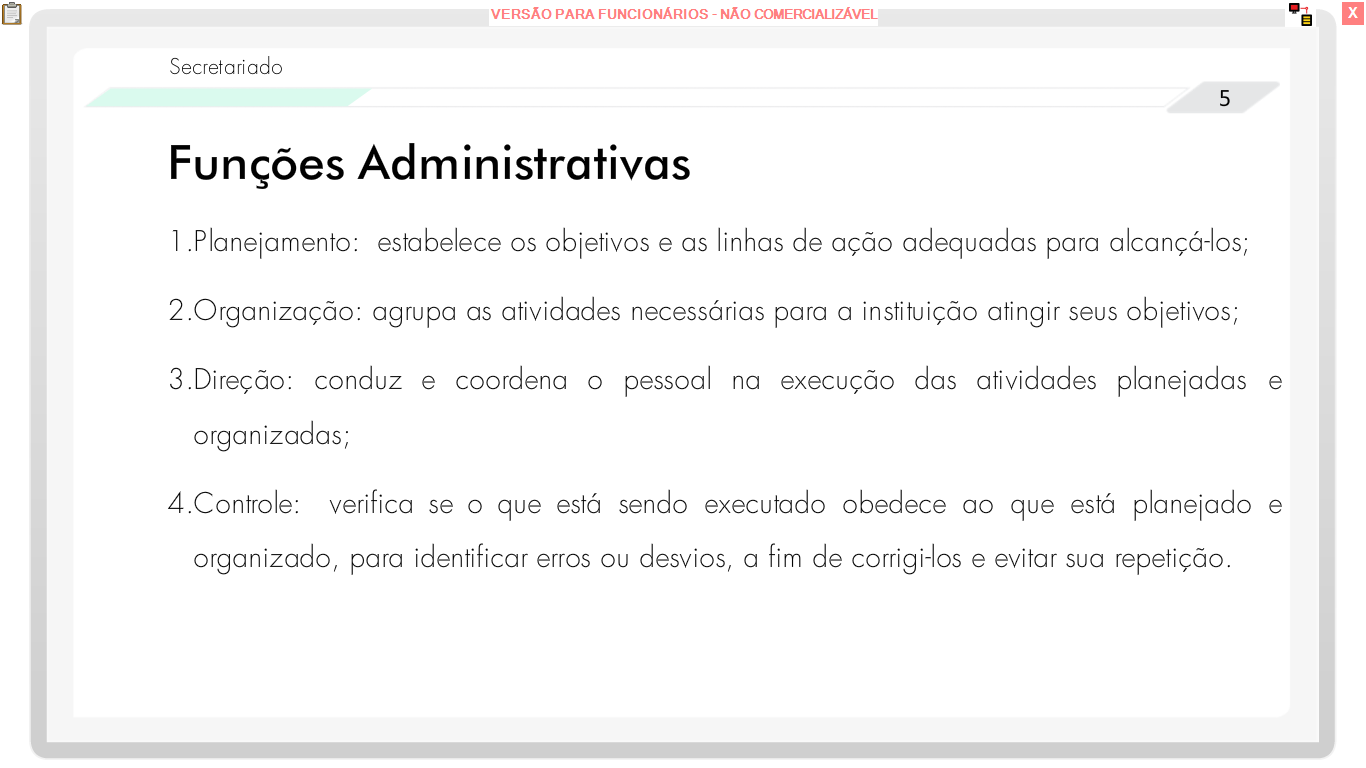 VERSÃO PARA FUNCIONÁRIOS - NÃO COMERCIALIZÁVEL
X
Secretariado
5
Funções Administrativas
1.Planejamento: estabelece os objetivos e as linhas de ação adequadas para alcançá-los;
2.Organização: agrupa as atividades necessárias para a instituição atingir seus objetivos;
3.Direção: conduz e coordena o pessoal na execução das atividades planejadas e
organizadas;
4.Controle: verifica se o que está sendo executado obedece ao que está planejado e
organizado, para identificar erros ou desvios, a fim de corrigi-los e evitar sua repetição.